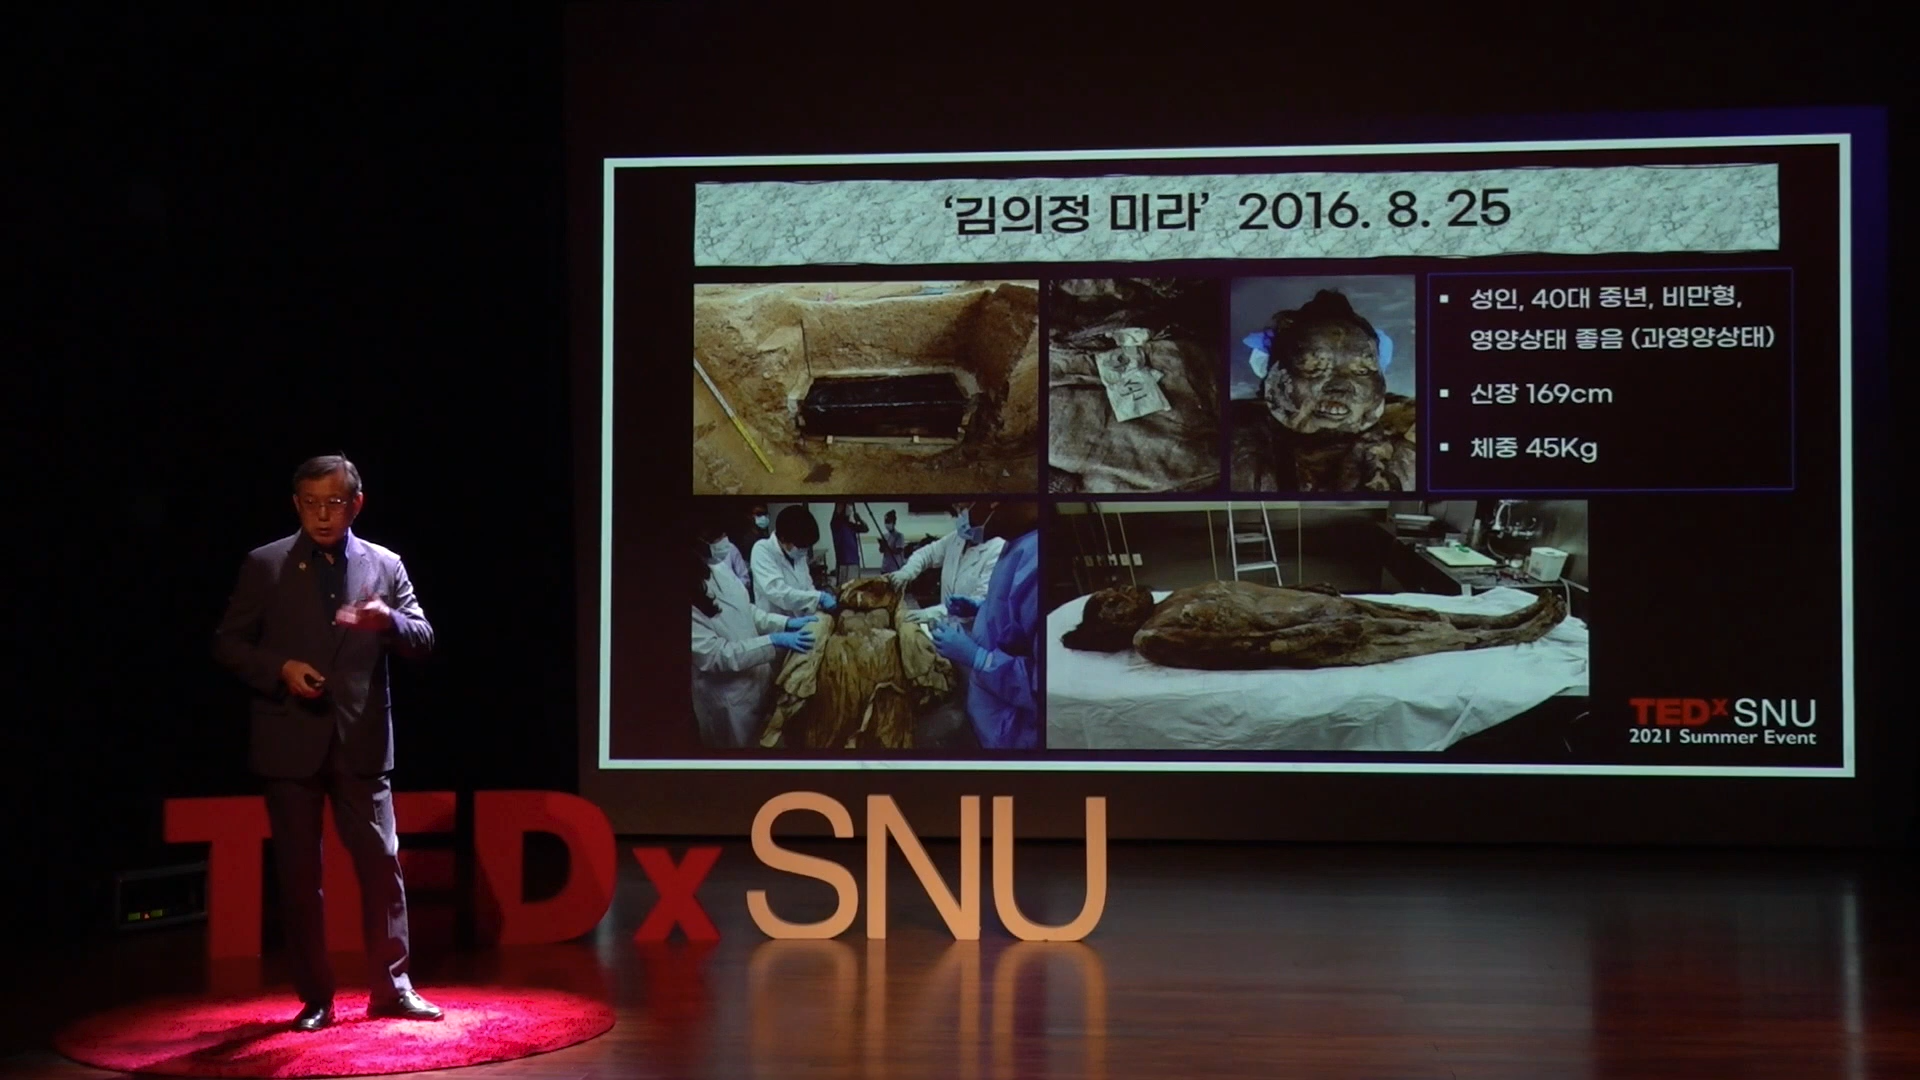 ‘김의정 미라’ 2016. 8. 25
▪ 성인, 40대 중년, 비만형,
영양상태 좋음 (과영양상태)
▪ 신장 169cm
▪ 체중 45Kg
TEDx SNU
2021 Summer Event
TEDx SNU